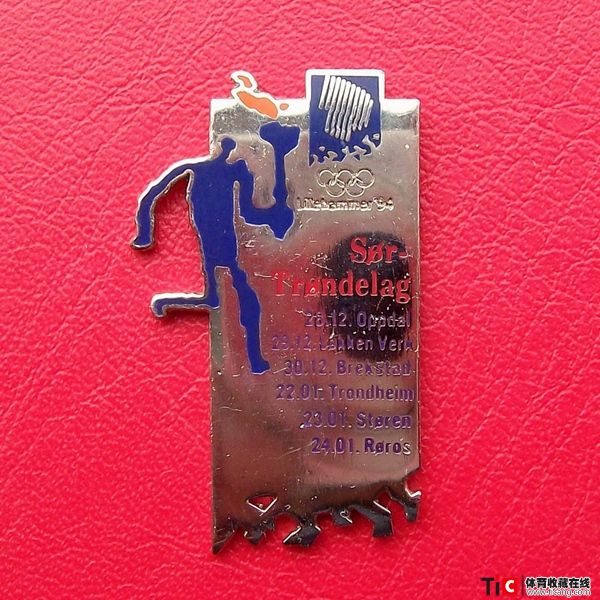 Lillehammer'94
Sør-
Trøndelag
28.12. Oppdal
29.12. Løkken Verk
30.12. Brekstad
22.01. Trondheim
23.01. Støren
24.01. Røros
TiC 体育收藏在线
www.ticang.com